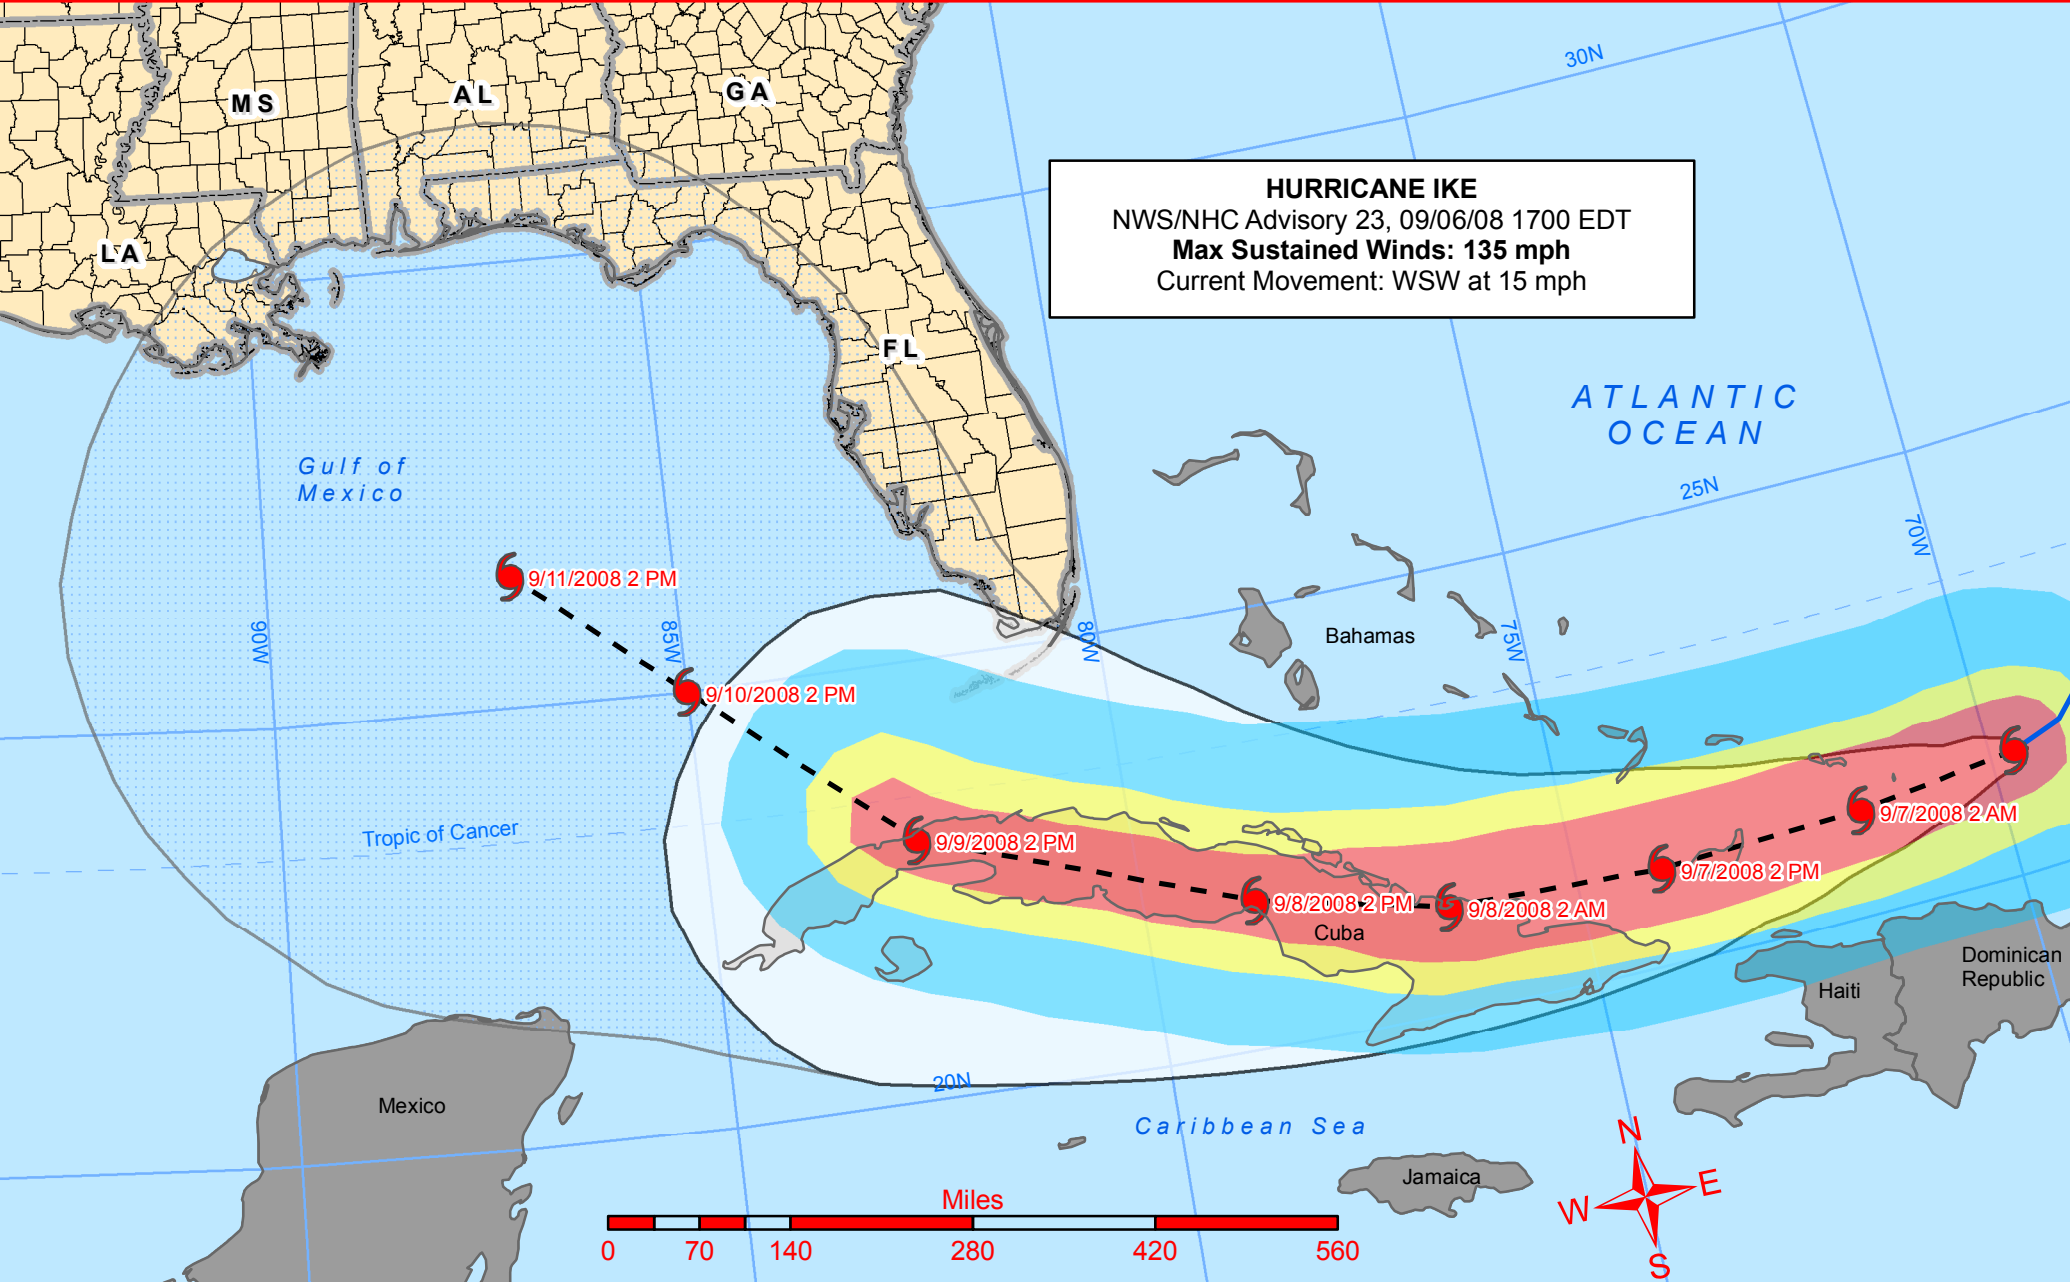 MS
AL
GA
30N
HURRICANE IKE
NWS/NHC Advisory 23, 09/06/08 1700 EDT
Max Sustained Winds: 135 mph
Current Movement: WSW at 15 mph
LA
FL
ATLANTIC
OCEAN
Gulf of
Mexico
25N
70W
9/11/2008 2 PM
90W
85W
80W
75W
Bahamas
9/10/2008 2 PM
Tropic of Cancer
9/9/2008 2 PM
9/7/2008 2 AM
9/7/2008 2 PM
9/8/2008 2 PM
9/8/2008 2 AM
Cuba
Dominican
Republic
Haiti
20N
Mexico
Caribbean Sea
Jamaica
N
W
E
S
Miles
0 70 140 280 420 560